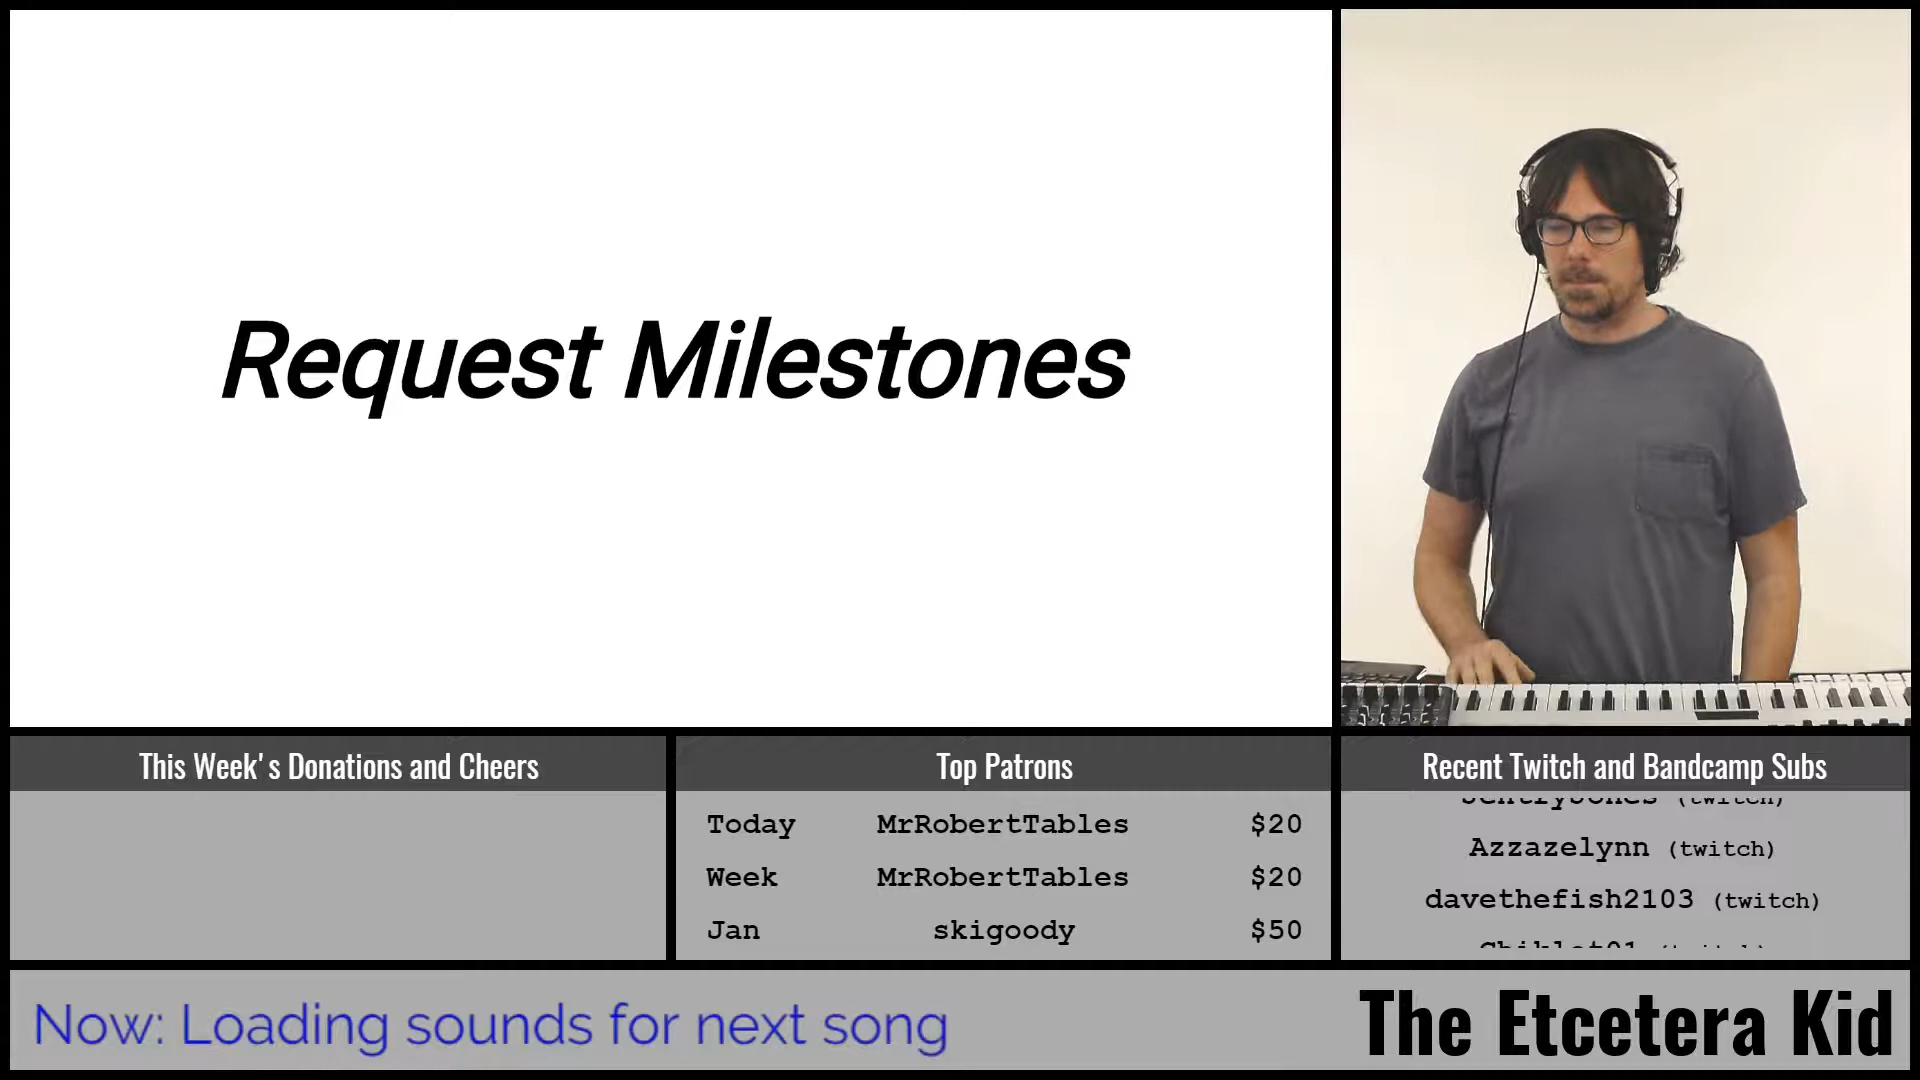 Request Milestones
This Week's Donations and Cheers
Top Patrons
Today MrRobertTables $20
Week MrRobertTables $20
Jan skigoody $50
Recent Twitch and Bandcamp Subs
Azzazelynn (twitch)
davethefish2103 (twitch)
Now: Loading sounds for next song
The Etcetera Kid